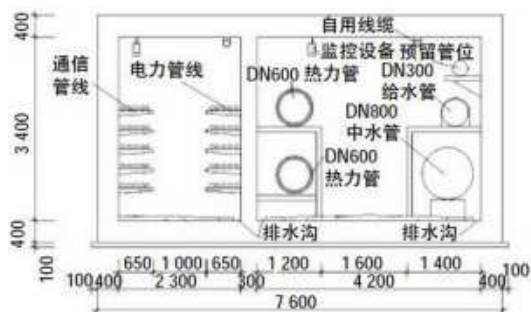 400
3 400
400
100
自用线缆
监控设备 预留管位
通信
管线
电力管线
DN600
热力管
DN300
给水管
DN800
中水管
DN600
热力管
排水沟
排水沟
650 1 000 650 1 200 1 600 1 400 100
100 400 2 300 300 4 200 400
7 600